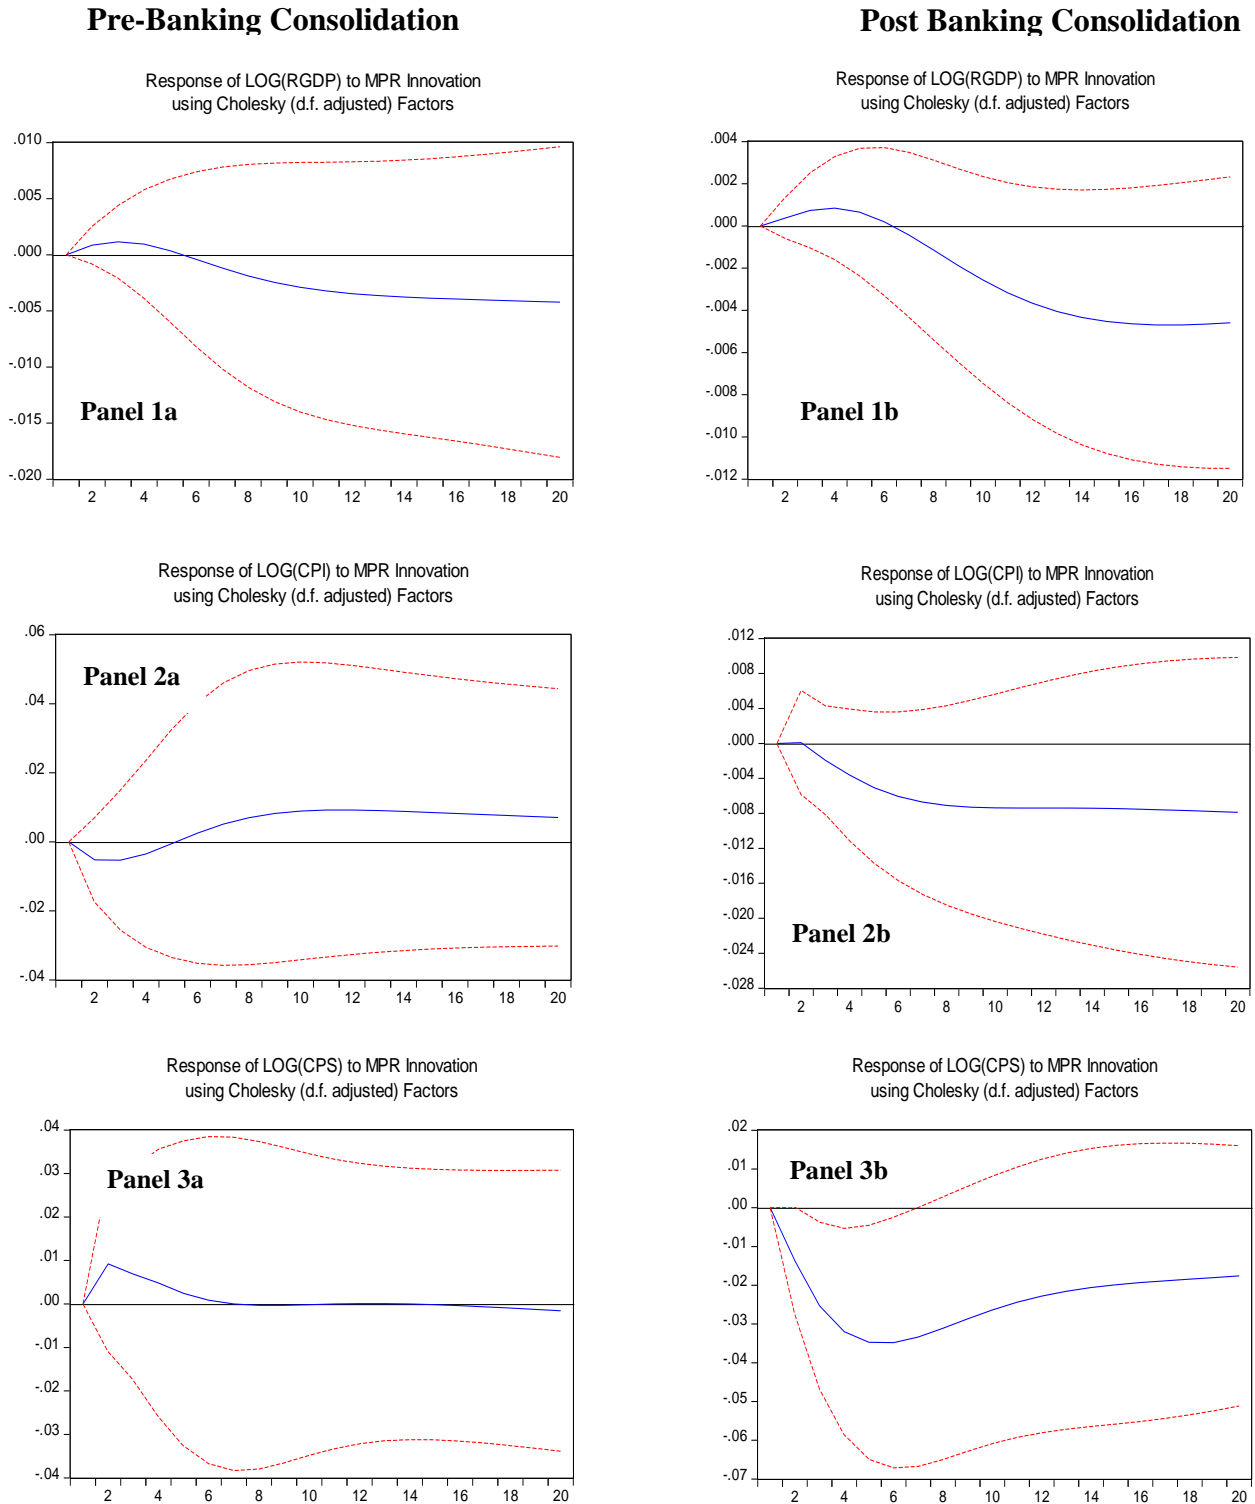 Pre-Banking Consolidation
Post Banking Consolidation
Response of LOG(RGDP) to MPR Innovation
using Cholesky (d.f. adjusted) Factors
.010
.005
.000
-.005
-.010
-.015
-.020
Panel 1a
2 4 6 8 10 12 14 16 18 20
Response of LOG(RGDP) to MPR Innovation
using Cholesky (d.f. adjusted) Factors
.004
.002
.000
-.002
-.004
-.006
-.008
-.010
-.012
Panel 1b
2 4 6 8 10 12 14 16 18 20
Response of LOG(CPI) to MPR Innovation
using Cholesky (d.f. adjusted) Factors
.06
.04
.02
.00
-.02
-.04
Panel 2a
2 4 6 8 10 12 14 16 18 20
Response of LOG(CPI) to MPR Innovation
using Cholesky (d.f. adjusted) Factors
.012
.008
.004
.000
-.004
-.008
-.012
-.016
-.020
-.024
-.028
Panel 2b
2 4 6 8 10 12 14 16 18 20
Response of LOG(CPS) to MPR Innovation
using Cholesky (d.f. adjusted) Factors
.04
.03
.02
.01
.00
-.01
-.02
-.03
-.04
Panel 3a
2 4 6 8 10 12 14 16 18 20
Response of LOG(CPS) to MPR Innovation
using Cholesky (d.f. adjusted) Factors
.02
.01
.00
-.01
-.02
-.03
-.04
-.05
-.06
-.07
Panel 3b
2 4 6 8 10 12 14 16 18 20